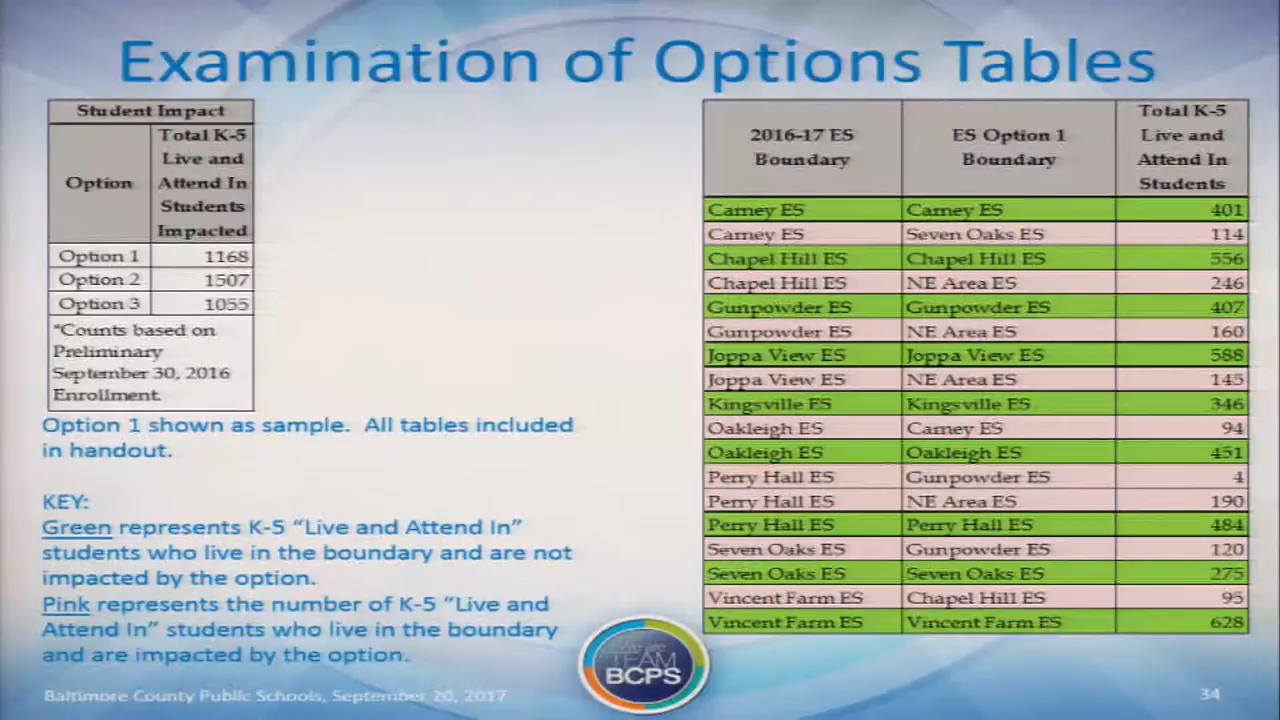 Examination of Options Tables
Student Impact
Option
Total K-5
Live and
Attend In
Students
Impacted
Option 1 1168
Option 2 1507
Option 3 1055
*Counts based on
Preliminary
September 30, 2016
Enrollment.
Option 1 shown as sample. All tables included
in handout.
KEY:
Green represents K-5 “Live and Attend In”
students who live in the boundary and are not
impacted by the option.
Pink represents the number of K-5 “Live and
Attend In” students who live in the boundary
and are impacted by the option.
2016-17 ES
Boundary
ES Option 1
Boundary
Total K-5
Live and
Attend In
Students
Carney ES Carney ES 401
Carney ES Seven Oaks ES 114
Chapel Hill ES Chapel Hill ES 556
Chapel Hill ES NE Area ES 246
Gunpowder ES Gunpowder ES 407
Gunpowder ES NE Area ES 160
Joppa View ES Joppa View ES 588
Joppa View ES NE Area ES 145
Kingsville ES Kingsville ES 346
Oakleigh ES Carney ES 94
Oakleigh ES Oakleigh ES 451
Perry Hall ES Gunpowder ES 4
Perry Hall ES NE Area ES 190
Perry Hall ES Perry Hall ES 484
Seven Oaks ES Gunpowder ES 120
Seven Oaks ES Seven Oaks ES 275
Vincent Farm ES Chapel Hill ES 95
Vincent Farm ES Vincent Farm ES 628
TEAM
BCPS
Baltimore County Public Schools, September 20, 2017
34